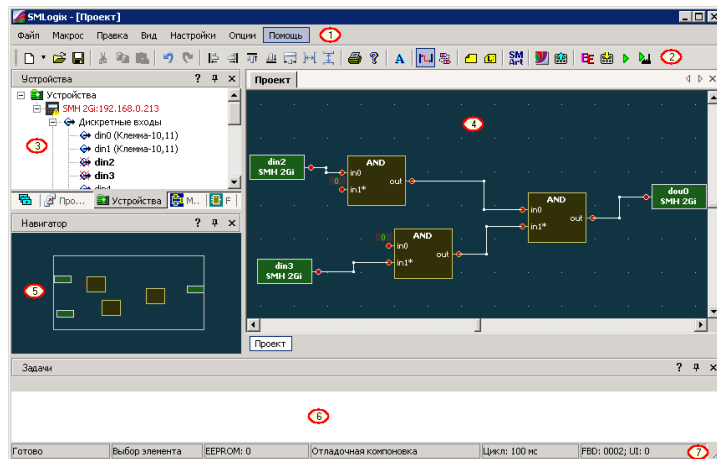 SMLogix - [Проект]
Файл Макрос Правка Вид Настройки Опции Помощь 1
A SM Art EE 2
Устройства ?
Устройства
SMH 2Gi:192.168.0.213
Дискретные входы
din0 (Клемма-10,11)
din1 (Клемма-10,11)
din2
din3
3
Про... Устройства М.. F
Навигатор ?
5
Проект
4
din2
SMH 2Gi
AND
in0
0 in1*
out
AND
in0
in1*
out
dou0
SMH 2Gi
AND
0 in0
in1*
out
din3
SMH 2Gi
Проект
Задачи ?
6
Готово Выбор элемента EEPROM: 0 Отладочная компоновка Цикл: 100 мс FBD: 0002; UI: 0 7